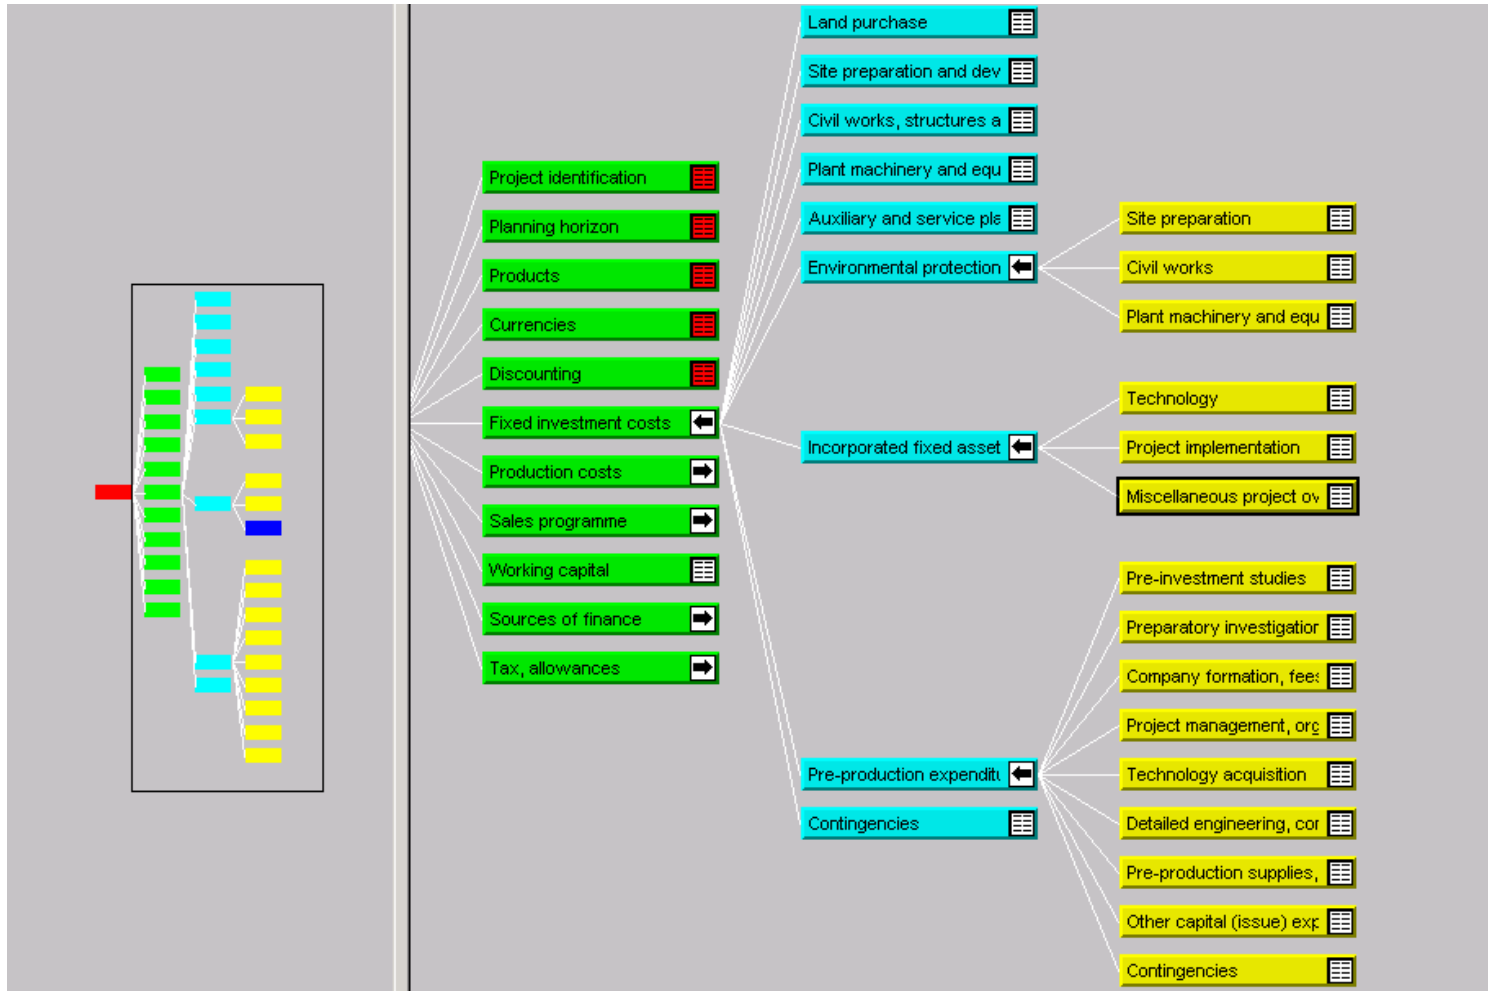 Project identification
Planning horizon
Products
Currencies
Discounting
Fixed investment costs
Production costs
Sales programme
Working capital
Sources of finance
Tax, allowances
Land purchase
Site preparation and dev
Civil works, structures a
Plant machinery and equ
Auxiliary and service pla
Environmental protection
Incorporated fixed asset
Pre-production expenditu
Contingencies
Site preparation
Civil works
Plant machinery and equ
Technology
Project implementation
Miscellaneous project ov
Pre-investment studies
Preparatory investigation
Company formation, fees
Project management, org
Technology acquisition
Detailed engineering, con
Pre-production supplies,
Other capital (issue) exp
Contingencies